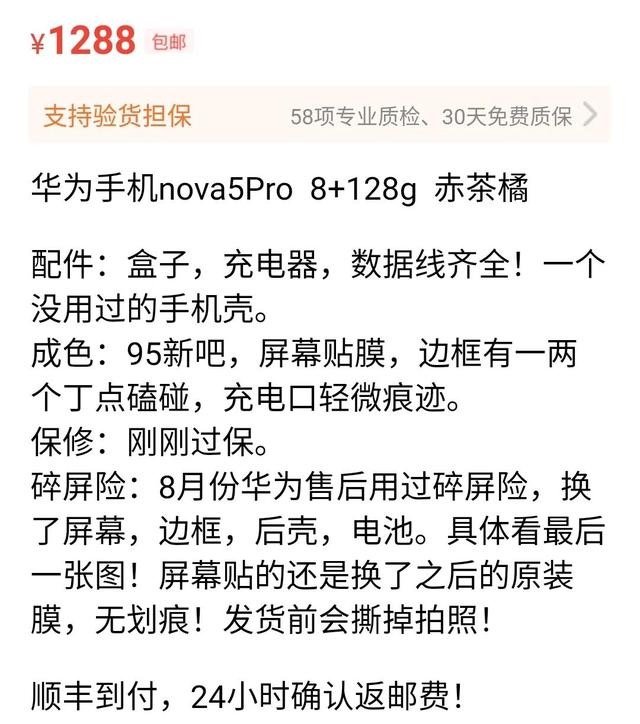 ¥1288 包邮
支持验货担保 58项专业质检、30天免费质保
华为手机nova5Pro 8+128g 赤茶橘
配件：盒子，充电器，数据线齐全！一个
没用过的手机壳。
成色：95新吧，屏幕贴膜，边框有一两
个丁点磕碰，充电口轻微痕迹。
保修：刚刚过保。
碎屏险：8月份华为售后用过碎屏险，换
了屏幕，边框，后壳，电池。具体看最后
一张图！屏幕贴的还是换了之后的原装
膜，无划痕！发货前会撕掉拍照！
顺丰到付，24小时确认返邮费！